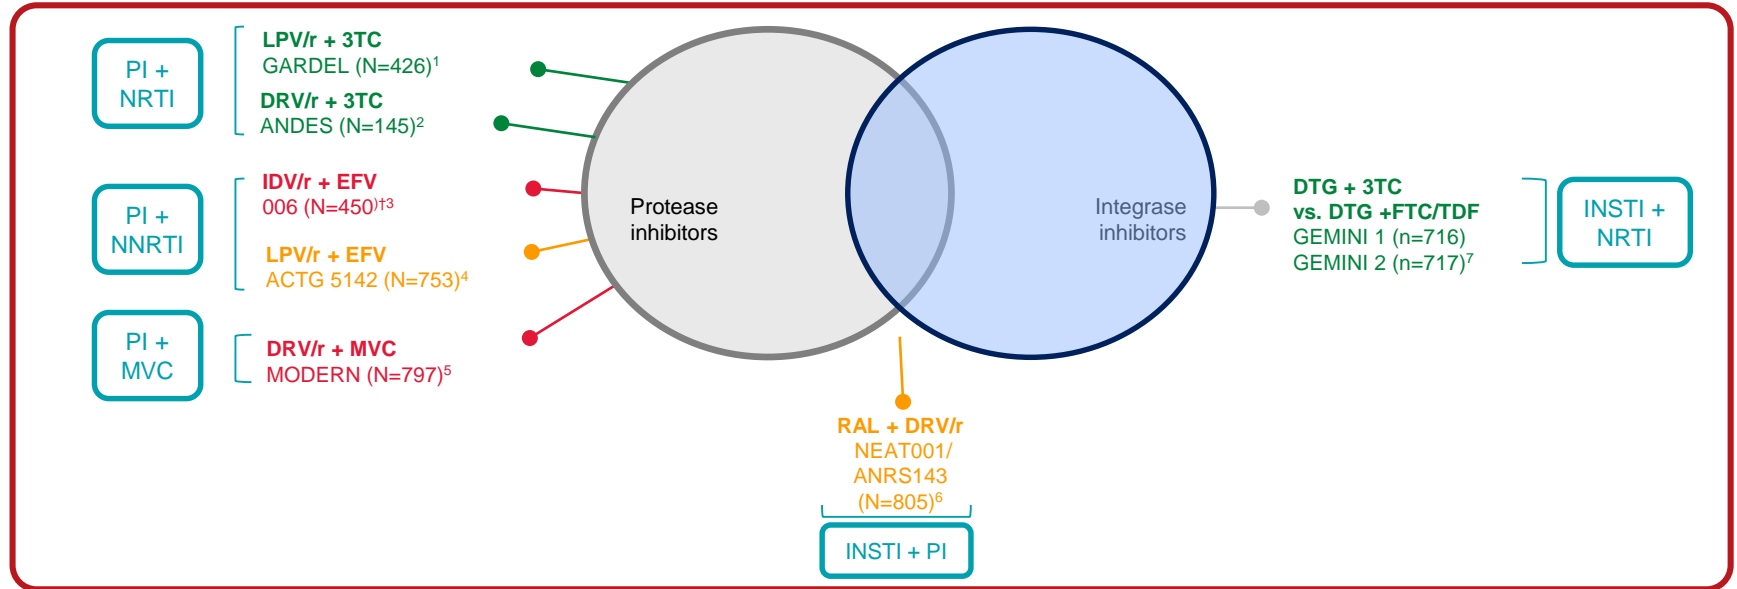 PI +
NRTI
LPV/r + 3TC
GARDEL (N=426)¹
DRV/r + 3TC
ANDES (N=145)²
PI +
NNRTI
IDV/r + EFV
006 (N=450)†³
LPV/r + EFV
ACTG 5142 (N=753)⁴
PI +
MVC
DRV/r + MVC
MODERN (N=797)⁵
Protease
inhibitors
Integrase
inhibitors
DTG + 3TC
vs. DTG +FTC/TDF
GEMINI 1 (n=716)
GEMINI 2 (n=717)⁷
INSTI +
NRTI
RAL + DRV/r
NEAT001/
ANRS143
(N=805)⁶
INSTI + PI